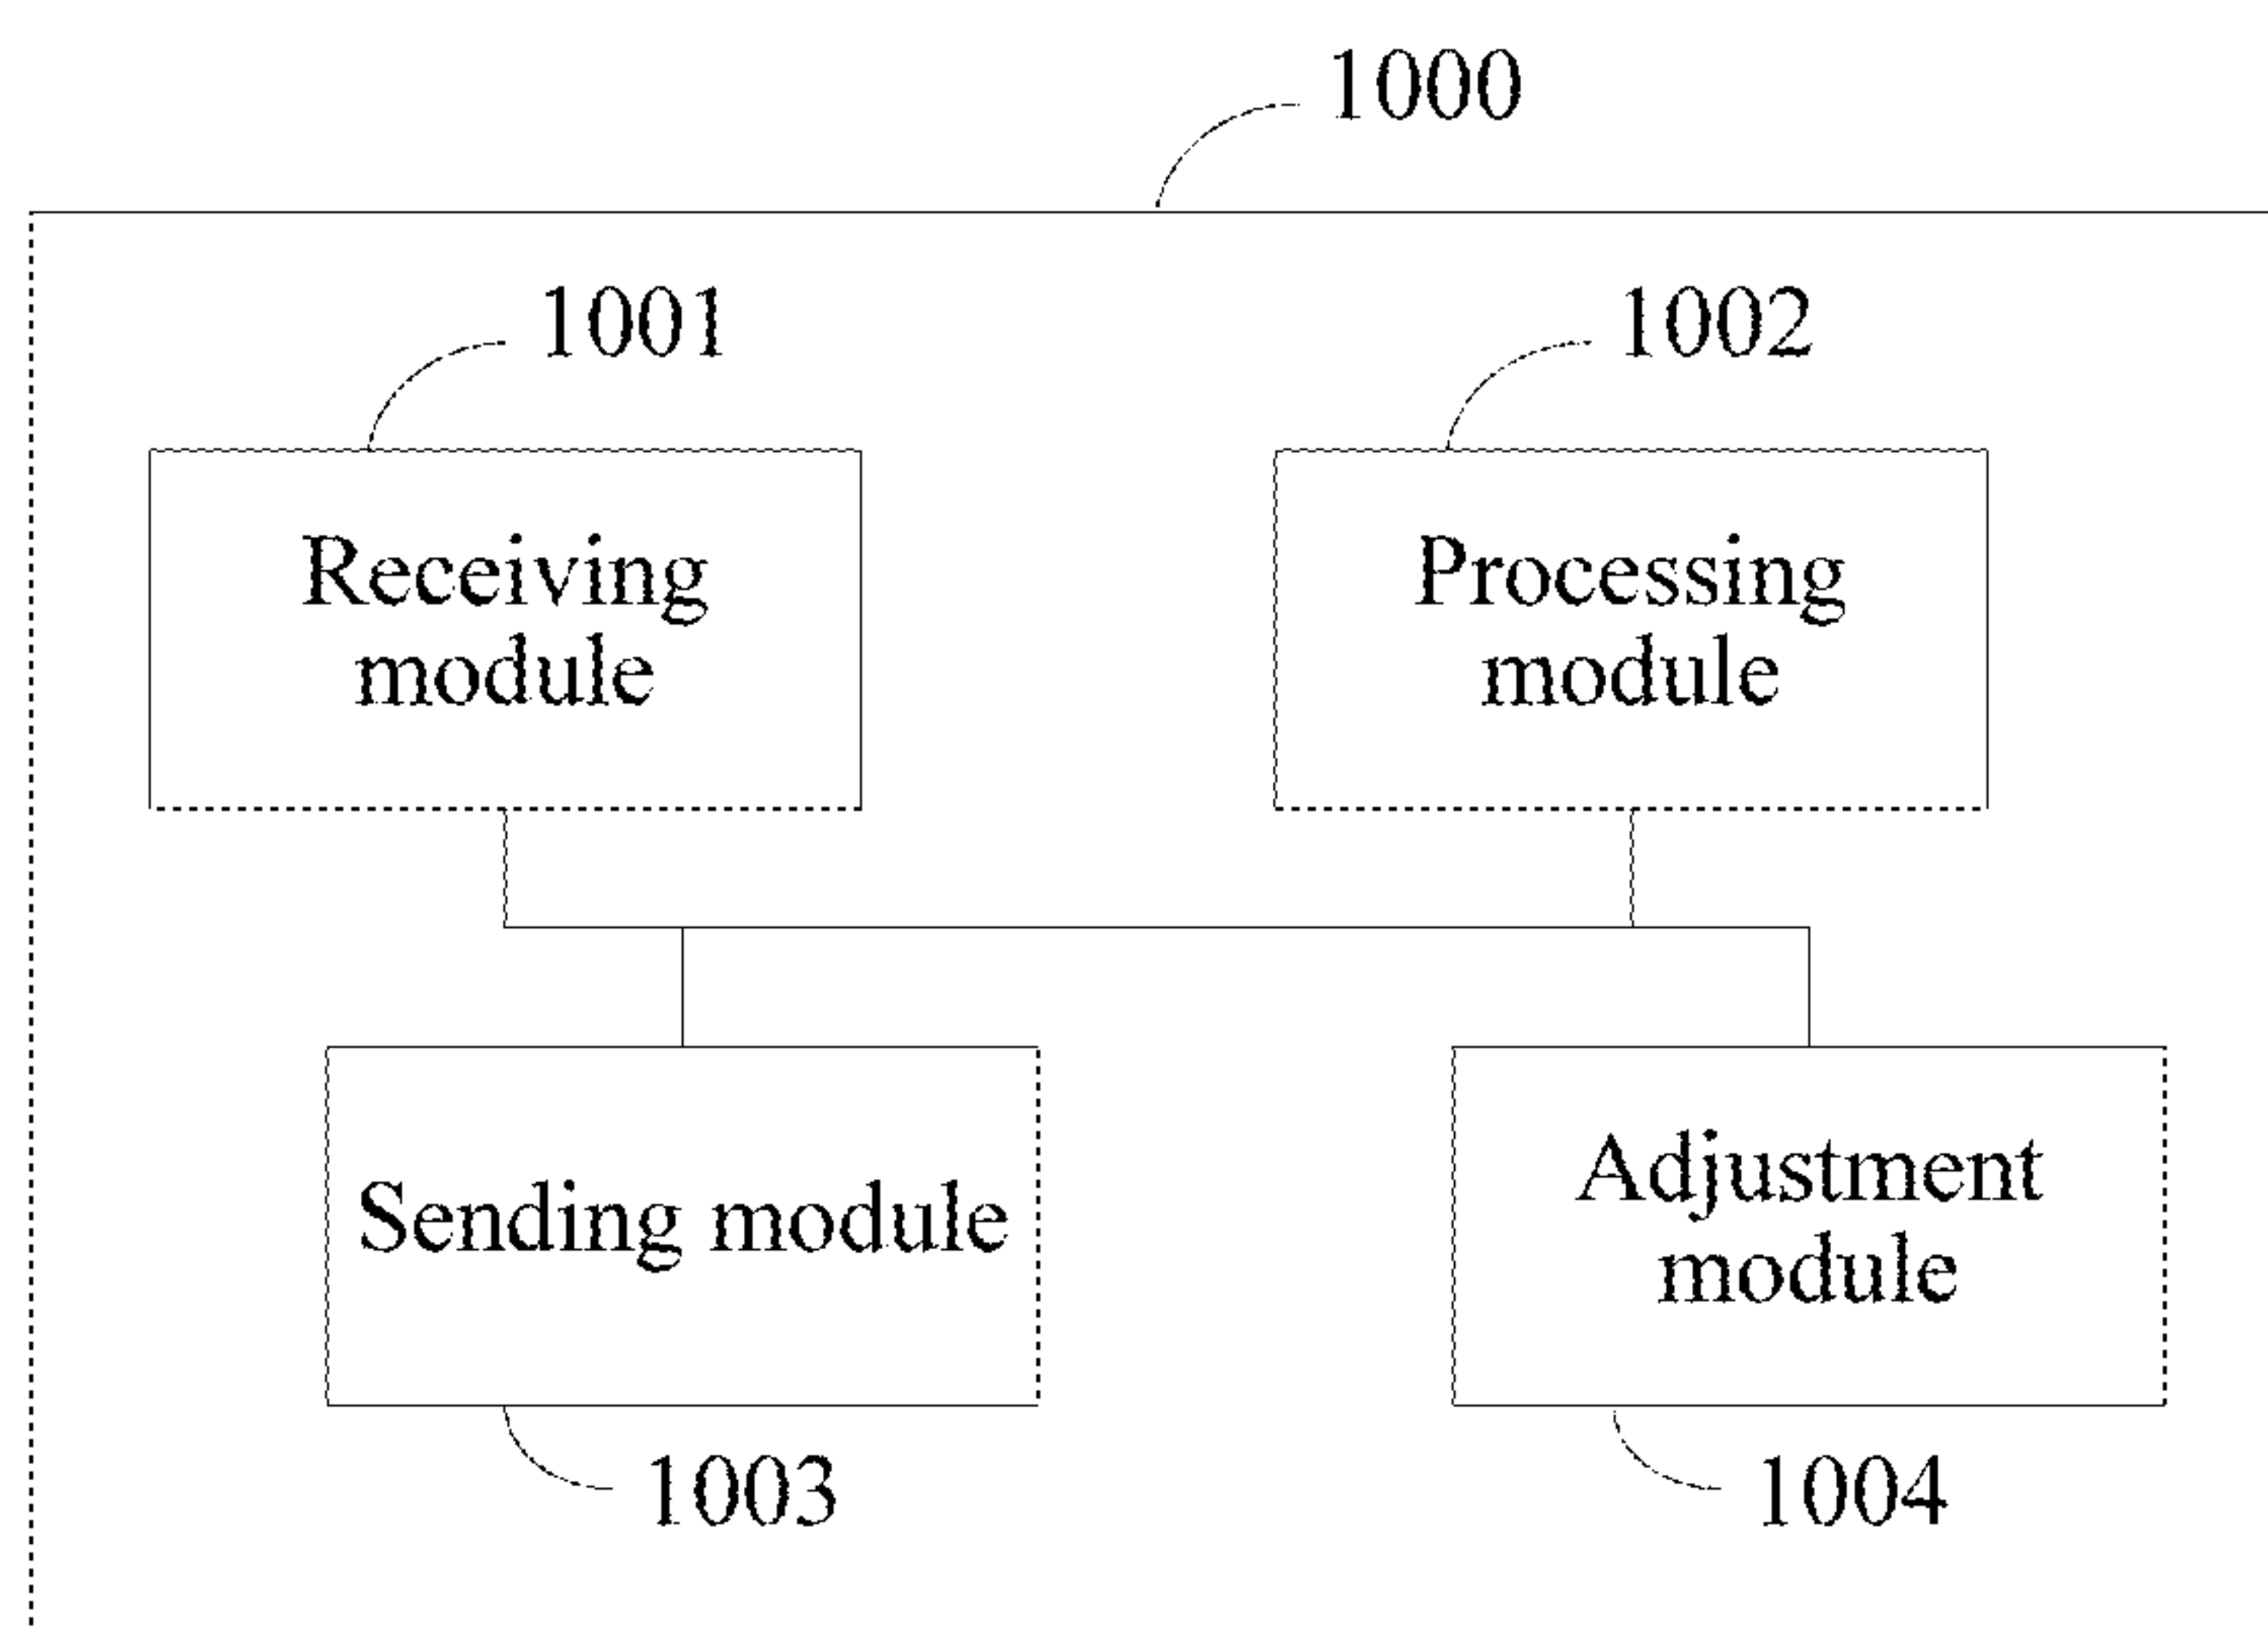 1000
1001
1002
Receiving
module
Processing
module
Sending module
Adjustment
module
1003
1004